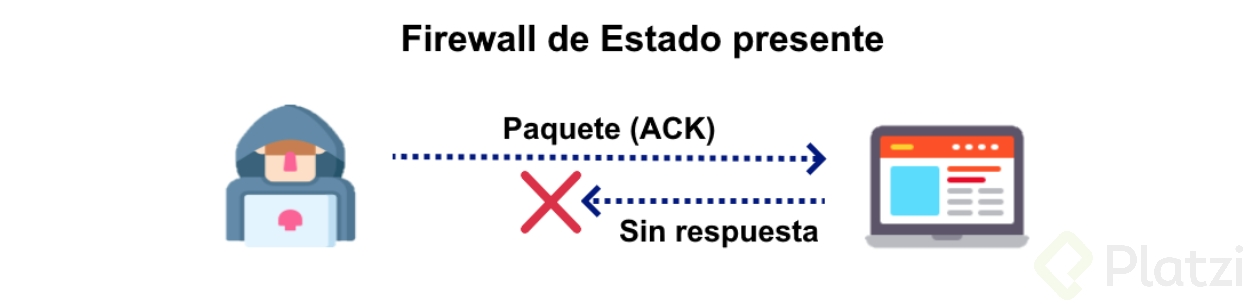 Firewall de Estado presente
Paquete (ACK)
Sin respuesta
Platzi